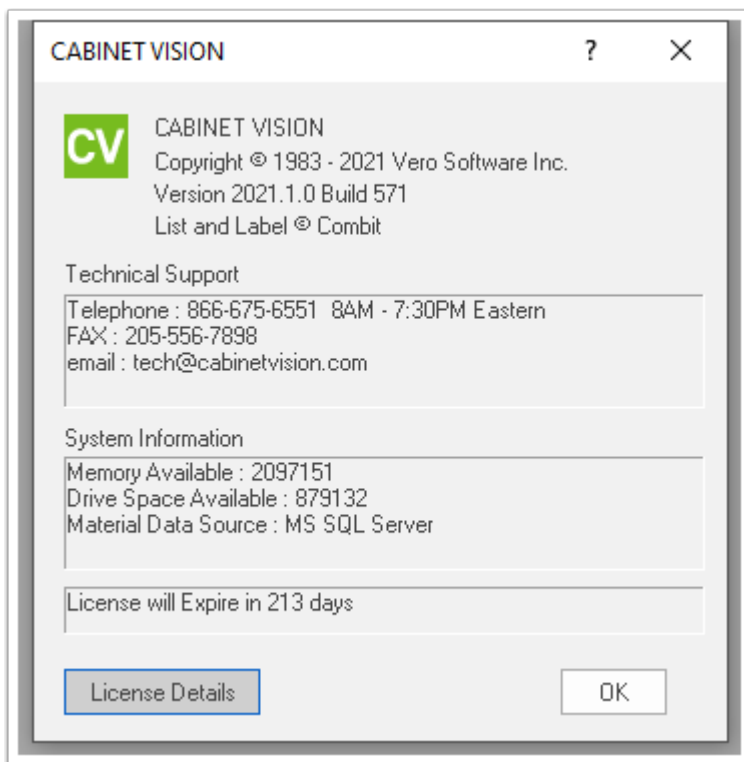 CABINET VISION ?
CV
CABINET VISION
Copyright © 1983 - 2021 Vero Software Inc.
Version 2021.1.0 Build 571
List and Label © Combit
Technical Support
Telephone : 866-675-6551  8AM - 7:30PM Eastern
FAX : 205-556-7898
email : tech@cabinetvision.com
System Information
Memory Available : 2097151
Drive Space Available : 879132
Material Data Source : MS SQL Server
License will Expire in 213 days
License Details OK